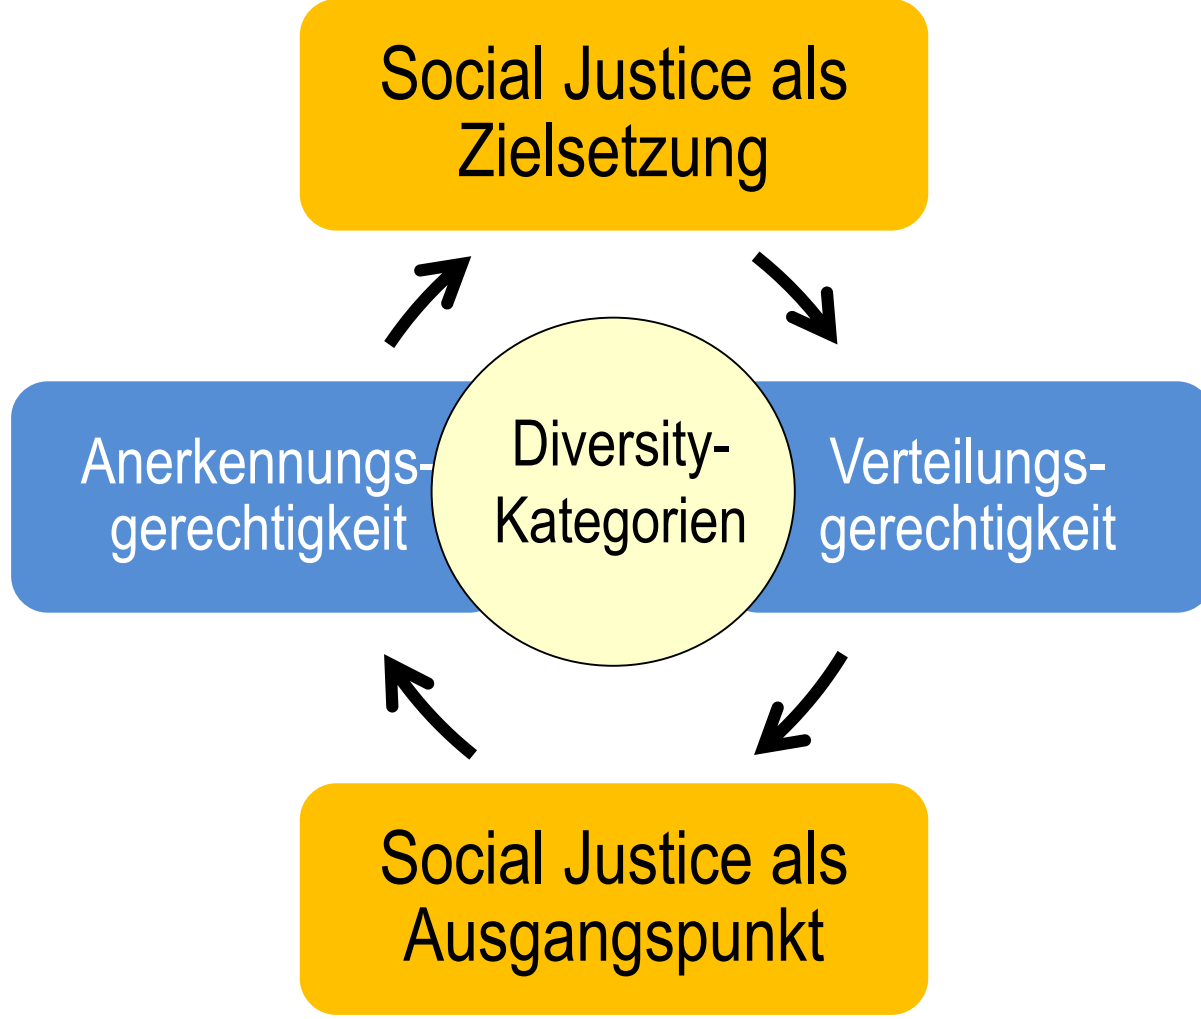 Social Justice als
Zielsetzung
Anerkennungs-
gerechtigkeit
Diversity-
Kategorien
Verteilungs-
gerechtigkeit
Social Justice als
Ausgangspunkt